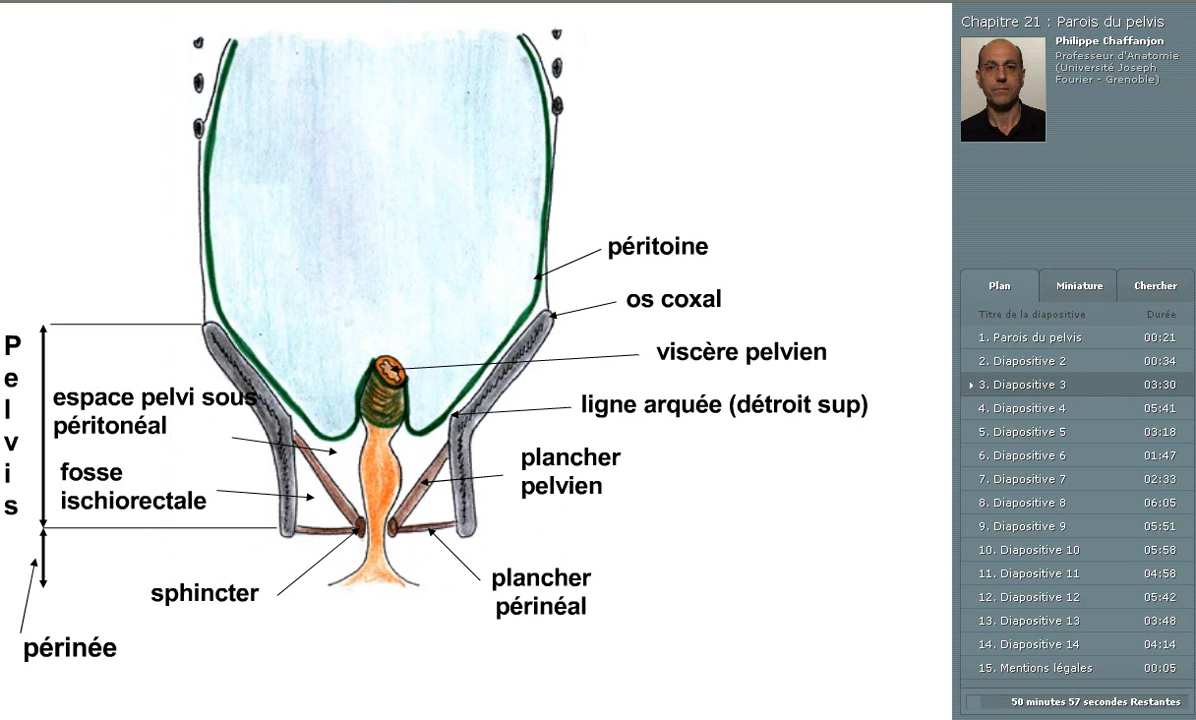 péritoine
os coxal
viscère pelvien
ligne arquée (détroit sup)
plancher
pelvien
plancher
périnéal
sphincter
espace pelvi sous
péritonéal
fosse
ischiorectale
Pelvis
périnée
Chapitre 21 : Parois du pelvis
Philippe Chaffanjon
Professeur d'Anatomie
(Université Joseph
Fourier - Grenoble)
Plan Miniature Chercher
Titre de la diapositive Durée
1. Parois du pelvis 00:21
2. Diapositive 2 00:34
3. Diapositive 3 03:30
4. Diapositive 4 05:41
5. Diapositive 5 03:18
6. Diapositive 6 01:47
7. Diapositive 7 02:33
8. Diapositive 8 06:05
9. Diapositive 9 05:51
10. Diapositive 10 05:58
11. Diapositive 11 04:58
12. Diapositive 12 05:42
13. Diapositive 13 03:48
14. Diapositive 14 04:14
15. Mentions légales 00:05
50 minutes 57 secondes Restantes